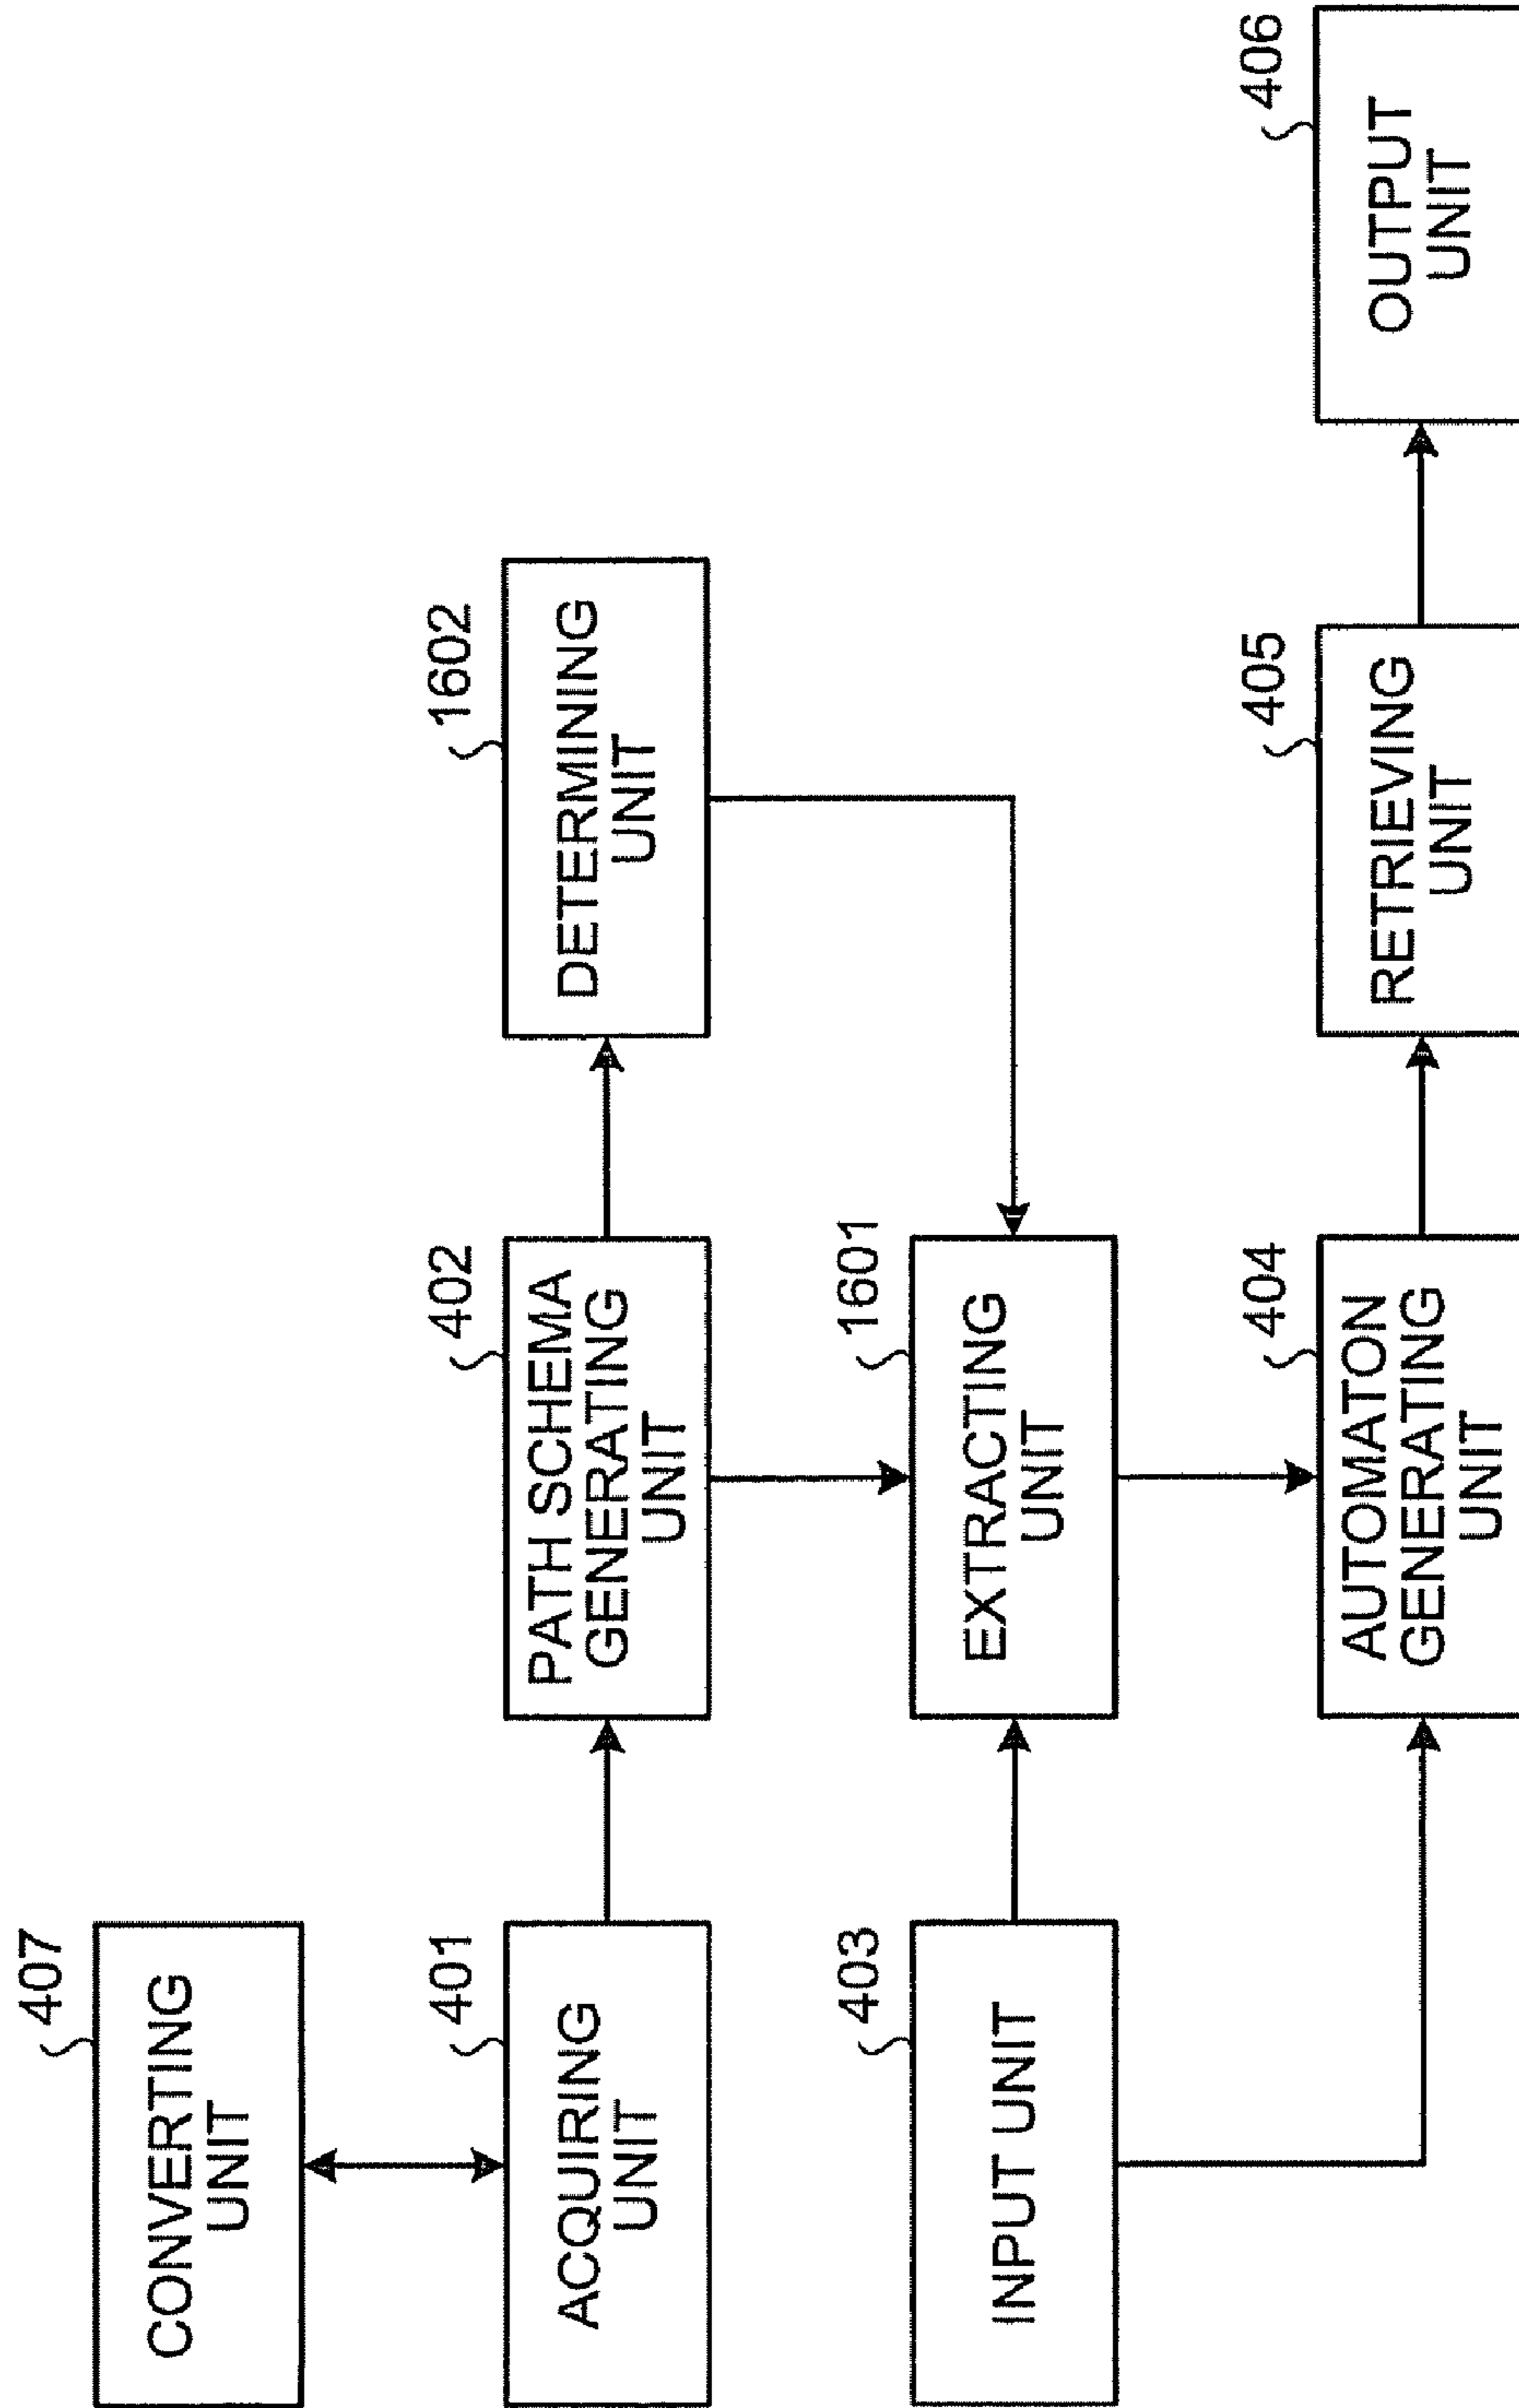 407
CONVERTING
UNIT
401
ACQUIRING
UNIT
402
PATH SCHEMA
GENERATING
UNIT
1602
DETERMINING
UNIT
403
INPUT UNIT
1601
EXTRACTING
UNIT
404
AUTOMATON
GENERATING
UNIT
405
RETRIEVING
UNIT
406
OUTPUT
UNIT